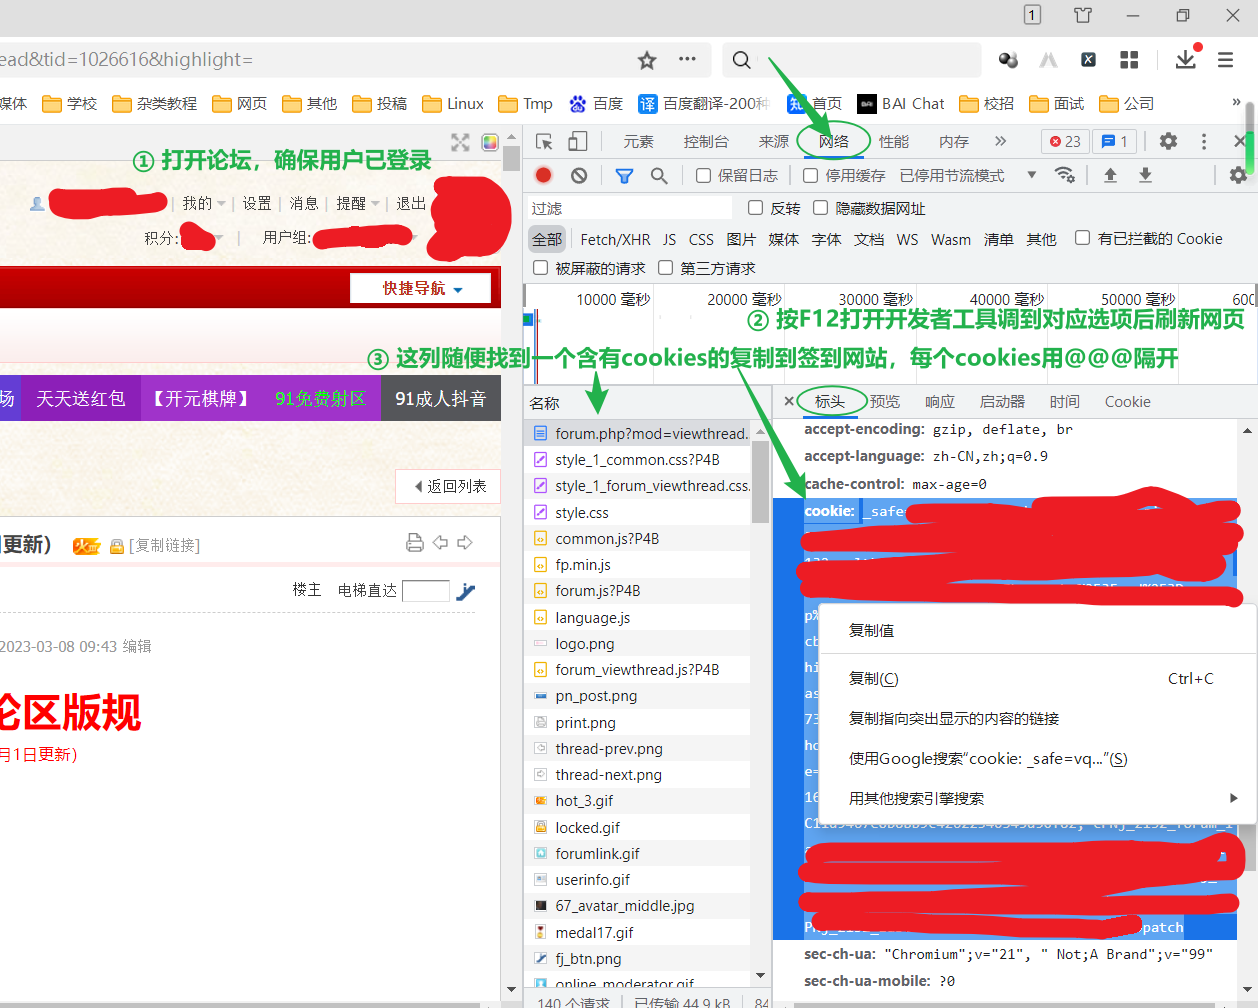 1
ead&tid=1026616&highlight=
媒体 学校 杂类教程 网页 其他 投稿 Linux Tmp 百度 译 百度翻译-200种 知 首页 BAI Chat 校招 面试 公司 »
① 打开论坛，确保用户已登录
我的 | 设置 | 消息 | 提醒 | 退出
积分: | 用户组:
快捷导航
场 天天送红包 【开元棋牌】 91免费射区 91成人抖音
返回列表
更新) 火 [复制链接]
楼主 电梯直达
2023-03-08 09:43 编辑
论区版规
月1日更新)
元素 控制台 来源 网络 性能 内存 » 23 1
保留日志 停用缓存 已停用节流模式
过滤 反转 隐藏数据网址
全部 Fetch/XHR JS CSS 图片 媒体 字体 文档 WS Wasm 清单 其他 有已拦截的 Cookie
被屏蔽的请求 第三方请求
10000 毫秒 20000 毫秒 30000 毫秒 40000 毫秒 50000 毫秒 600
② 按F12打开开发者工具调到对应选项后刷新网页
③ 这列随便找到一个含有cookies的复制到签到网站，每个cookies用@@@隔开
名称
forum.php?mod=viewthread.
style_1_common.css?P4B
style_1_forum_viewthread.css.
style.css
common.js?P4B
fp.min.js
forum.js?P4B
language.js
logo.png
forum_viewthread.js?P4B
pn_post.png
print.png
thread-prev.png
thread-next.png
hot_3.gif
locked.gif
forumlink.gif
userinfo.gif
67_avatar_middle.jpg
medal17.gif
fj_btn.png
online_moderator.gif
140 个请求 | 已传输 44.9 kB | 84
× 标头 预览 响应 启动器 时间 Cookie
accept-encoding: gzip, deflate, br
accept-language: zh-CN,zh;q=0.9
cache-control: max-age=0
cookie: _safe=
p%
cb
hi
as
73
hc
e=
16
patch
sec-ch-ua: "Chromium";v="21", " Not;A Brand";v="99"
sec-ch-ua-mobile: ?0
复制值
复制(C) Ctrl+C
复制指向突出显示的内容的链接
使用Google搜索“cookie: _safe=vq...”(S)
用其他搜索引擎搜索